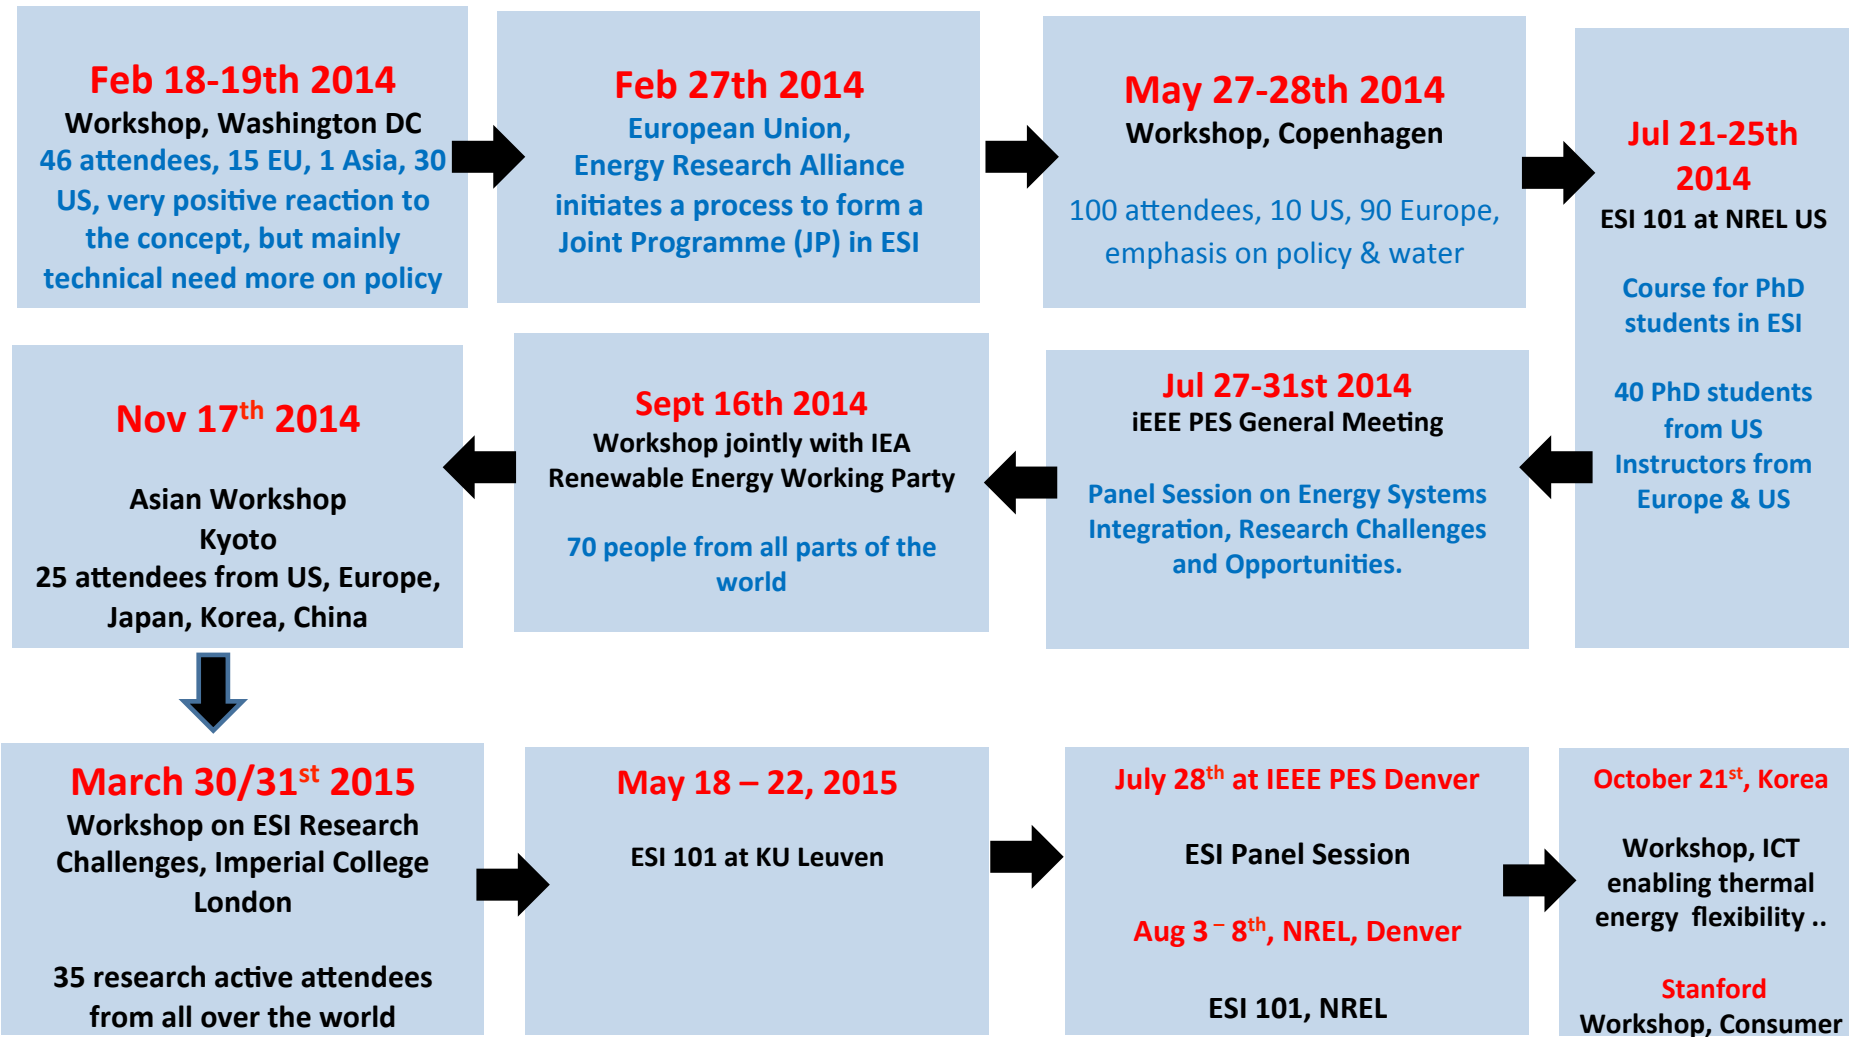 Feb 18-19th 2014
Workshop, Washington DC
46 attendees, 15 EU, 1 Asia, 30
US, very positive reaction to
the concept, but mainly
technical need more on policy
Feb 27th 2014
European Union,
Energy Research Alliance
initiates a process to form a
Joint Programme (JP) in ESI
May 27-28th 2014
Workshop, Copenhagen
100 attendees, 10 US, 90 Europe,
emphasis on policy & water
Jul 21-25th
2014
ESI 101 at NREL US
Course for PhD
students in ESI
40 PhD students
from US
Instructors from
Europe & US
Jul 27-31st 2014
iEEE PES General Meeting
Panel Session on Energy Systems
Integration, Research Challenges
and Opportunities.
Sept 16th 2014
Workshop jointly with IEA
Renewable Energy Working Party
70 people from all parts of the
world
Nov 17th 2014
Asian Workshop
Kyoto
25 attendees from US, Europe,
Japan, Korea, China
March 30/31st 2015
Workshop on ESI Research
Challenges, Imperial College
London
35 research active attendees
from all over the world
May 18 – 22, 2015
ESI 101 at KU Leuven
July 28th at IEEE PES Denver
ESI Panel Session
Aug 3 – 8th, NREL, Denver
ESI 101, NREL
October 21st, Korea
Workshop, ICT
enabling thermal
energy flexibility ..
Stanford
Workshop, Consumer